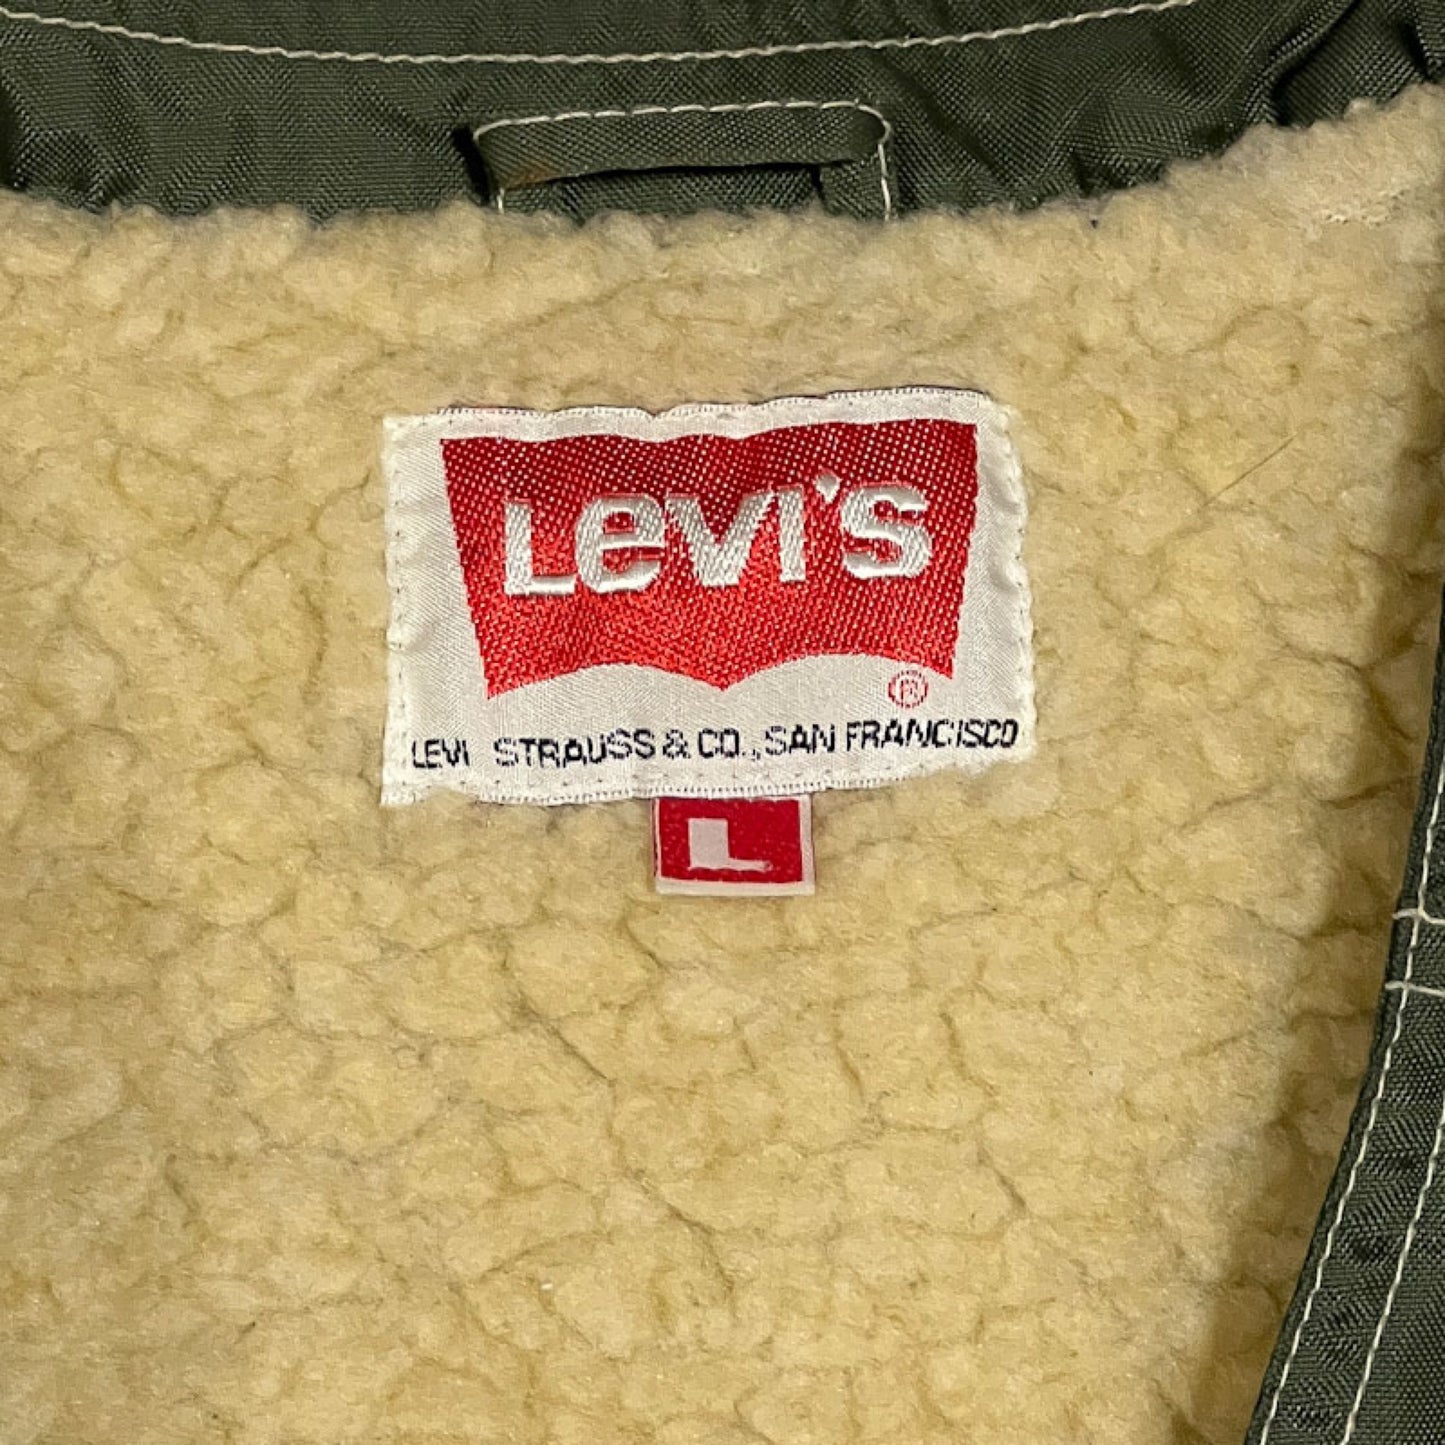 Levi's
®
LEVI STRAUSS & CO., SAN FRANCISCO
L